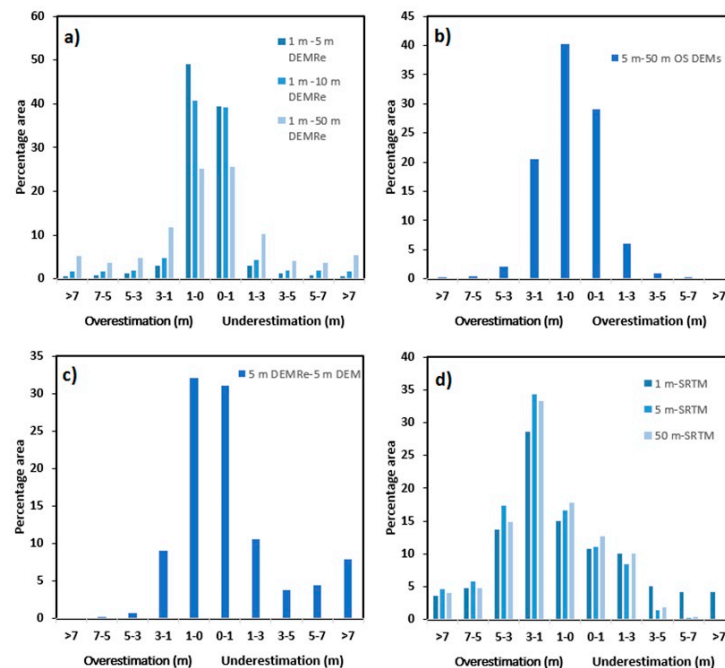 a)
60
50
40
30
20
10
0
Percentage area
1 m -5 m
DEMRe
1 m -10 m
DEMRe
1 m -50 m
DEMRe
>7 7-5 5-3 3-1 1-0 0-1 1-3 3-5 5-7 >7
Overestimation (m) Underestimation (m)
b)
45
40
35
30
25
20
15
10
5
0
Percentage area
5 m-50 m OS DEMs
>7 7-5 5-3 3-1 1-0 0-1 1-3 3-5 5-7 >7
Overestimation (m) Overestimation (m)
c)
35
30
25
20
15
10
5
0
Percentage area
5 m DEMRe-5 m DEM
>7 7-5 5-3 3-1 1-0 0-1 1-3 3-5 5-7 >7
Overestimation (m) Underestimation (m)
d)
40
35
30
25
20
15
10
5
0
Percentage area
1 m-SRTM
5 m-SRTM
50 m-SRTM
>7 7-5 5-3 3-1 1-0 0-1 1-3 3-5 5-7 >7
Overestimation (m) Underestimation (m)